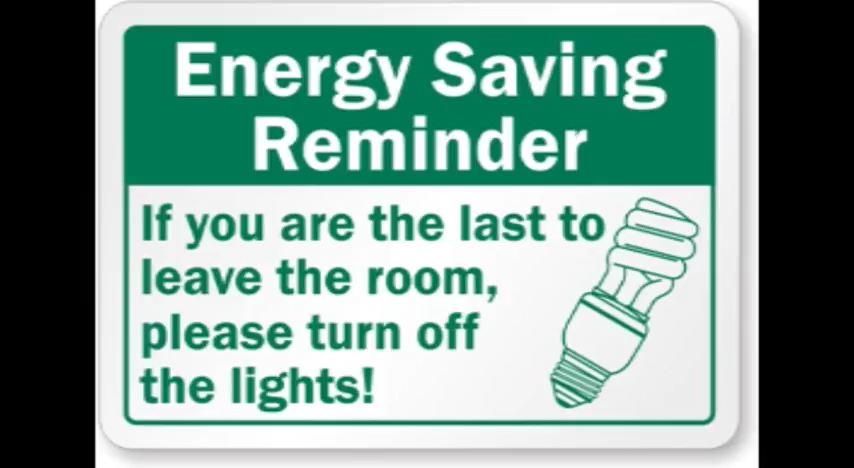 Energy Saving
Reminder
If you are the last to
leave the room,
please turn off
the lights!